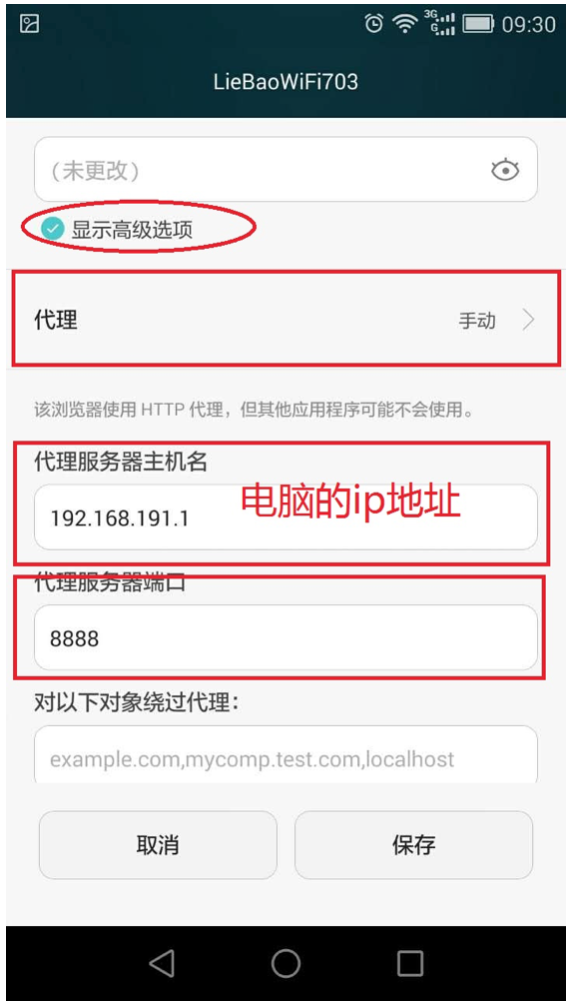 3G
G
09:30
LieBaoWiFi703
(未更改)
显示高级选项
代理
手动
该浏览器使用 HTTP 代理，但其他应用程序可能不会使用。
代理服务器主机名
电脑的ip地址
192.168.191.1
代理服务器端口
8888
对以下对象绕过代理：
example.com,mycomp.test.com,localhost
取消
保存